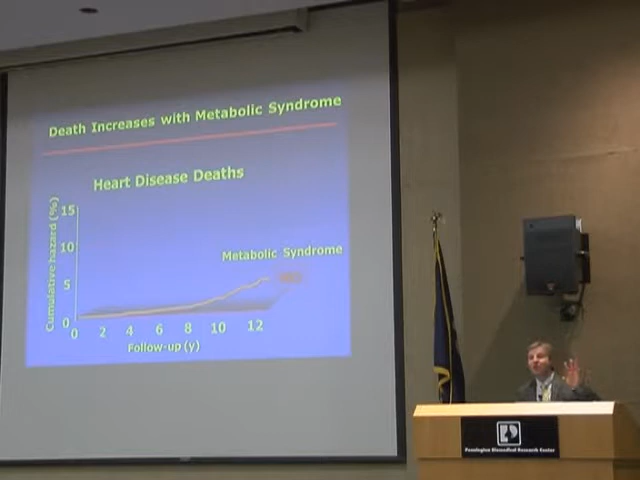 Death Increases with Metabolic Syndrome
Heart Disease Deaths
Cumulative hazard (%)
15
10
5
0
Metabolic Syndrome
0 2 4 6 8 10 12
Follow-up (y)
Pennington Biomedical Research Center